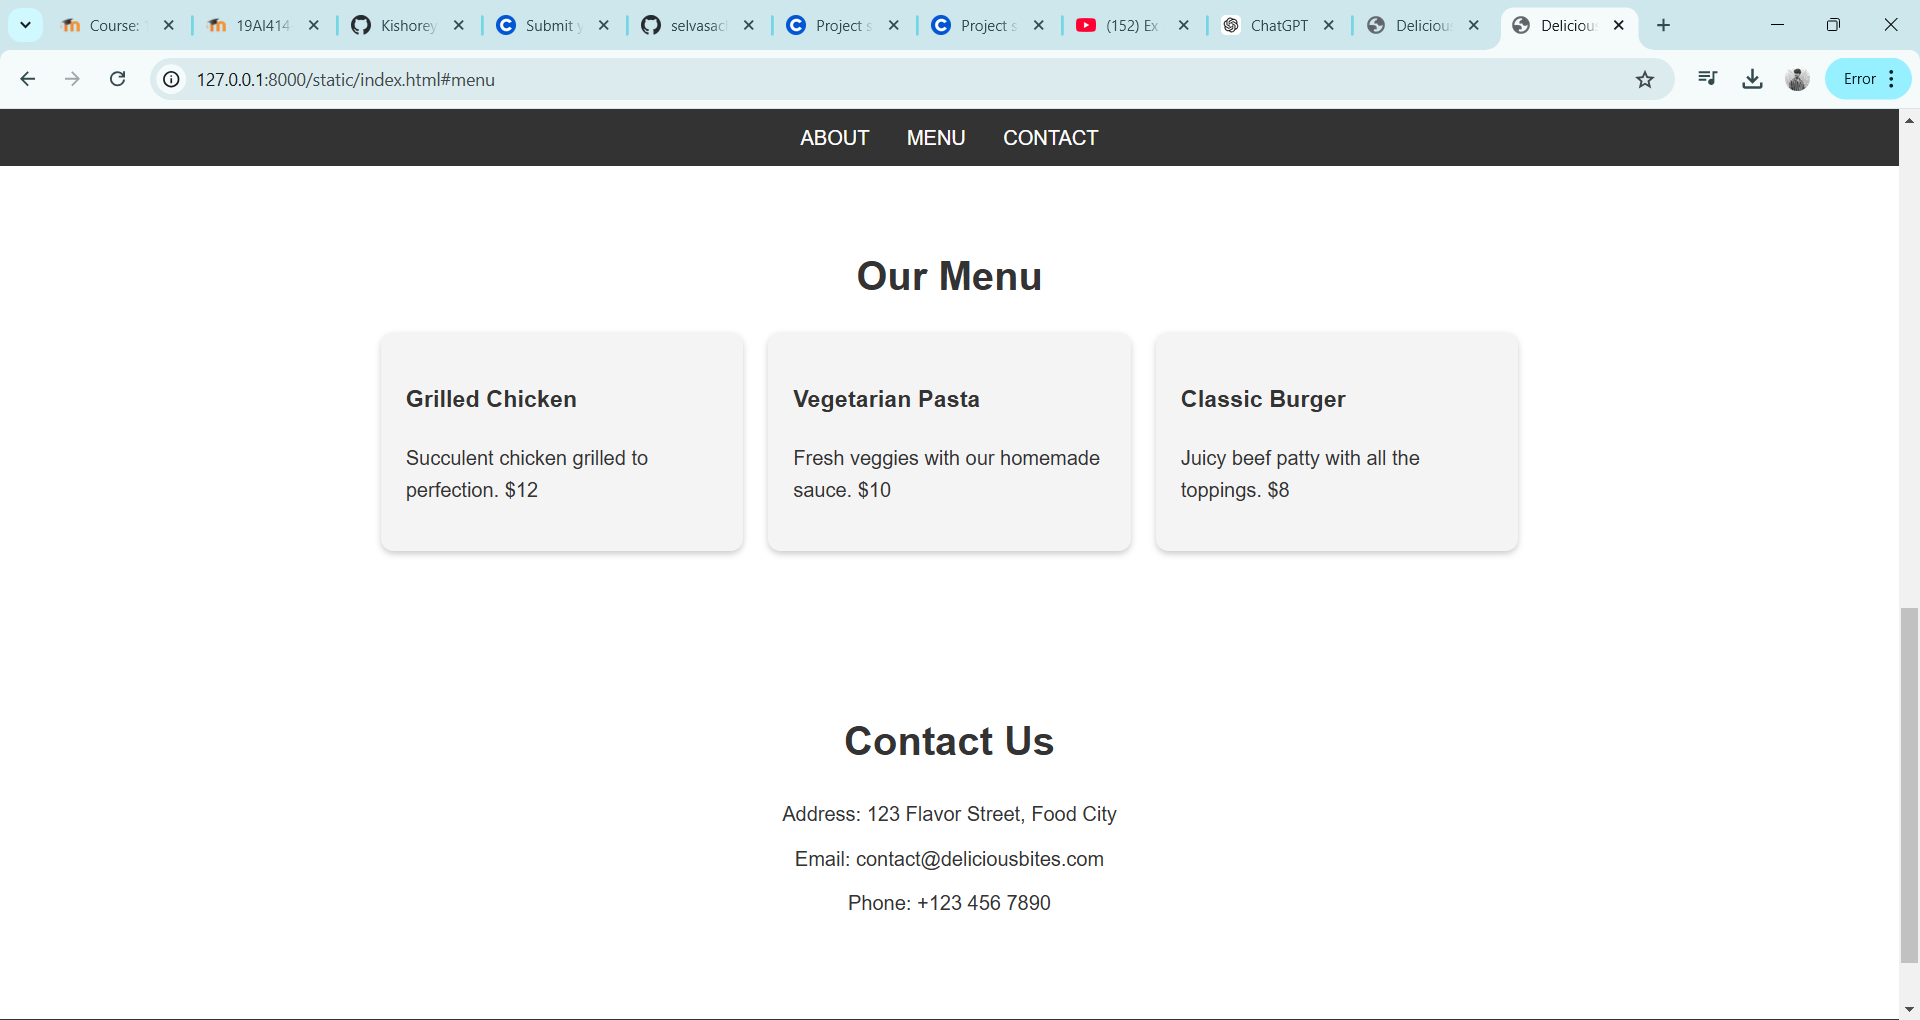 Course:
19AI414
Kishorey
Submit y
selvasac
Project s
Project s
(152) Ex
ChatGPT
Deliciou
Deliciou
127.0.0.1:8000/static/index.html#menu
Error
ABOUT MENU CONTACT
Our Menu
Grilled Chicken
Succulent chicken grilled to
perfection. $12
Vegetarian Pasta
Fresh veggies with our homemade
sauce. $10
Classic Burger
Juicy beef patty with all the
toppings. $8
Contact Us
Address: 123 Flavor Street, Food City
Email: contact@deliciousbites.com
Phone: +123 456 7890